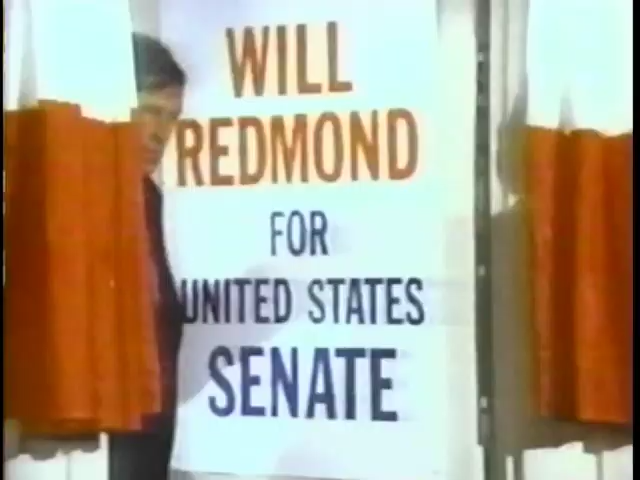 WILL
REDMOND
FOR
UNITED STATES
SENATE